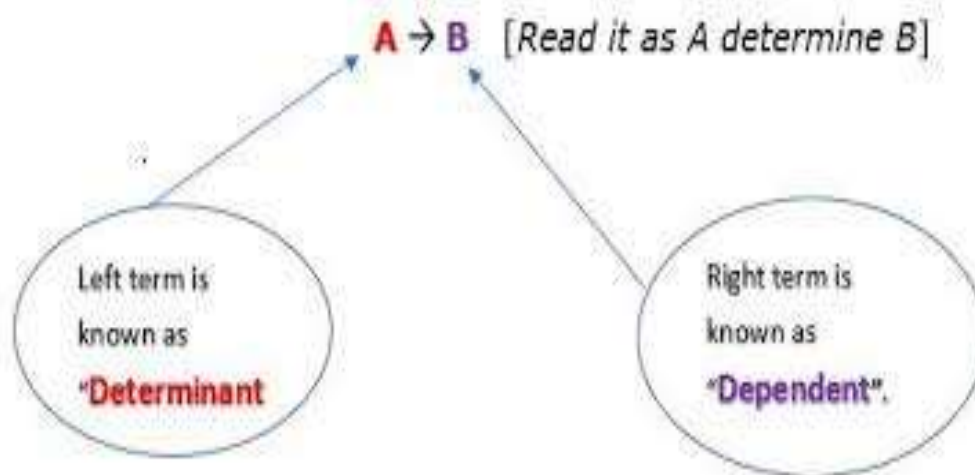 A → B [Read it as A determine B]
Left term is
known as
"Determinant
Right term is
known as
"Dependent".